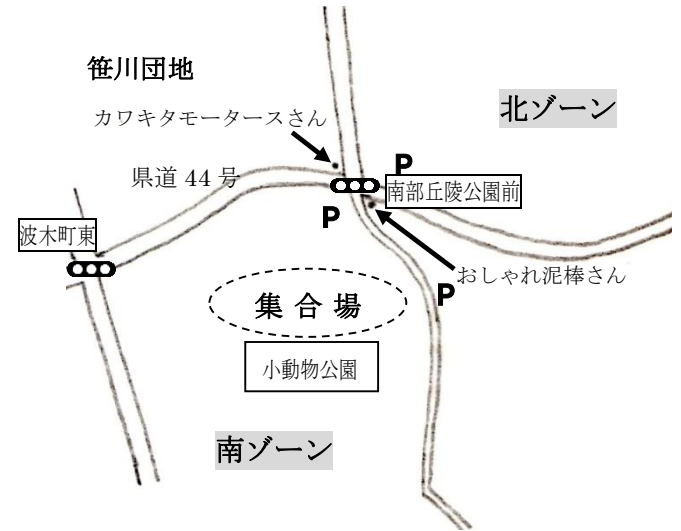 笹川団地
カワキタモータースさん
北ゾーン
県道 44 号
P
南部丘陵公園前
P
波木町東
おしゃれ泥棒さん
P
集 合 場
小動物公園
南ゾーン